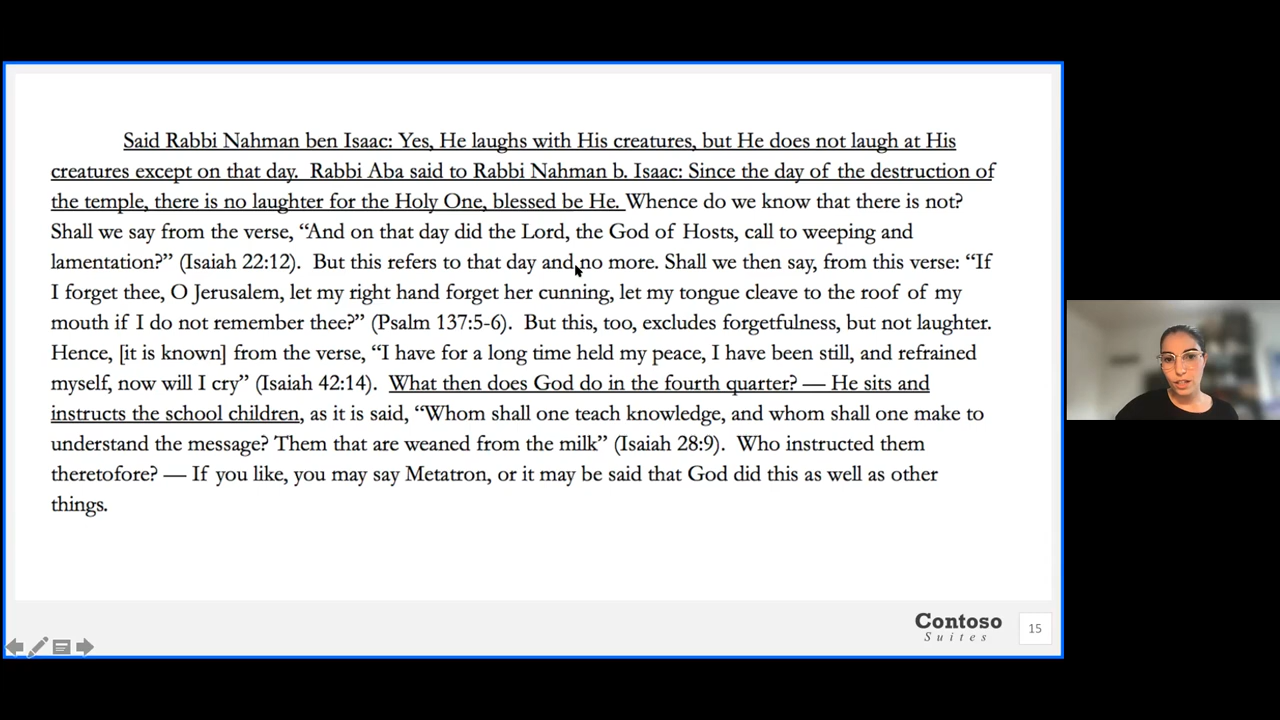 Said Rabbi Nahman ben Isaac: Yes, He laughs with His creatures, but He does not laugh at His
creatures except on that day.  Rabbi Aba said to Rabbi Nahman b. Isaac: Since the day of the destruction of
the temple, there is no laughter for the Holy One, blessed be He. Whence do we know that there is not?
Shall we say from the verse, “And on that day did the Lord, the God of Hosts, call to weeping and
lamentation?” (Isaiah 22:12).  But this refers to that day and no more. Shall we then say, from this verse: “If
I forget thee, O Jerusalem, let my right hand forget her cunning, let my tongue cleave to the roof of my
mouth if I do not remember thee?” (Psalm 137:5-6).  But this, too, excludes forgetfulness, but not laughter.
Hence, [it is known] from the verse, “I have for a long time held my peace, I have been still, and refrained
myself, now will I cry” (Isaiah 42:14).  What then does God do in the fourth quarter? — He sits and
instructs the school children, as it is said, “Whom shall one teach knowledge, and whom shall one make to
understand the message? Them that are weaned from the milk” (Isaiah 28:9).  Who instructed them
theretofore? — If you like, you may say Metatron, or it may be said that God did this as well as other
things.
Contoso
Suites
15